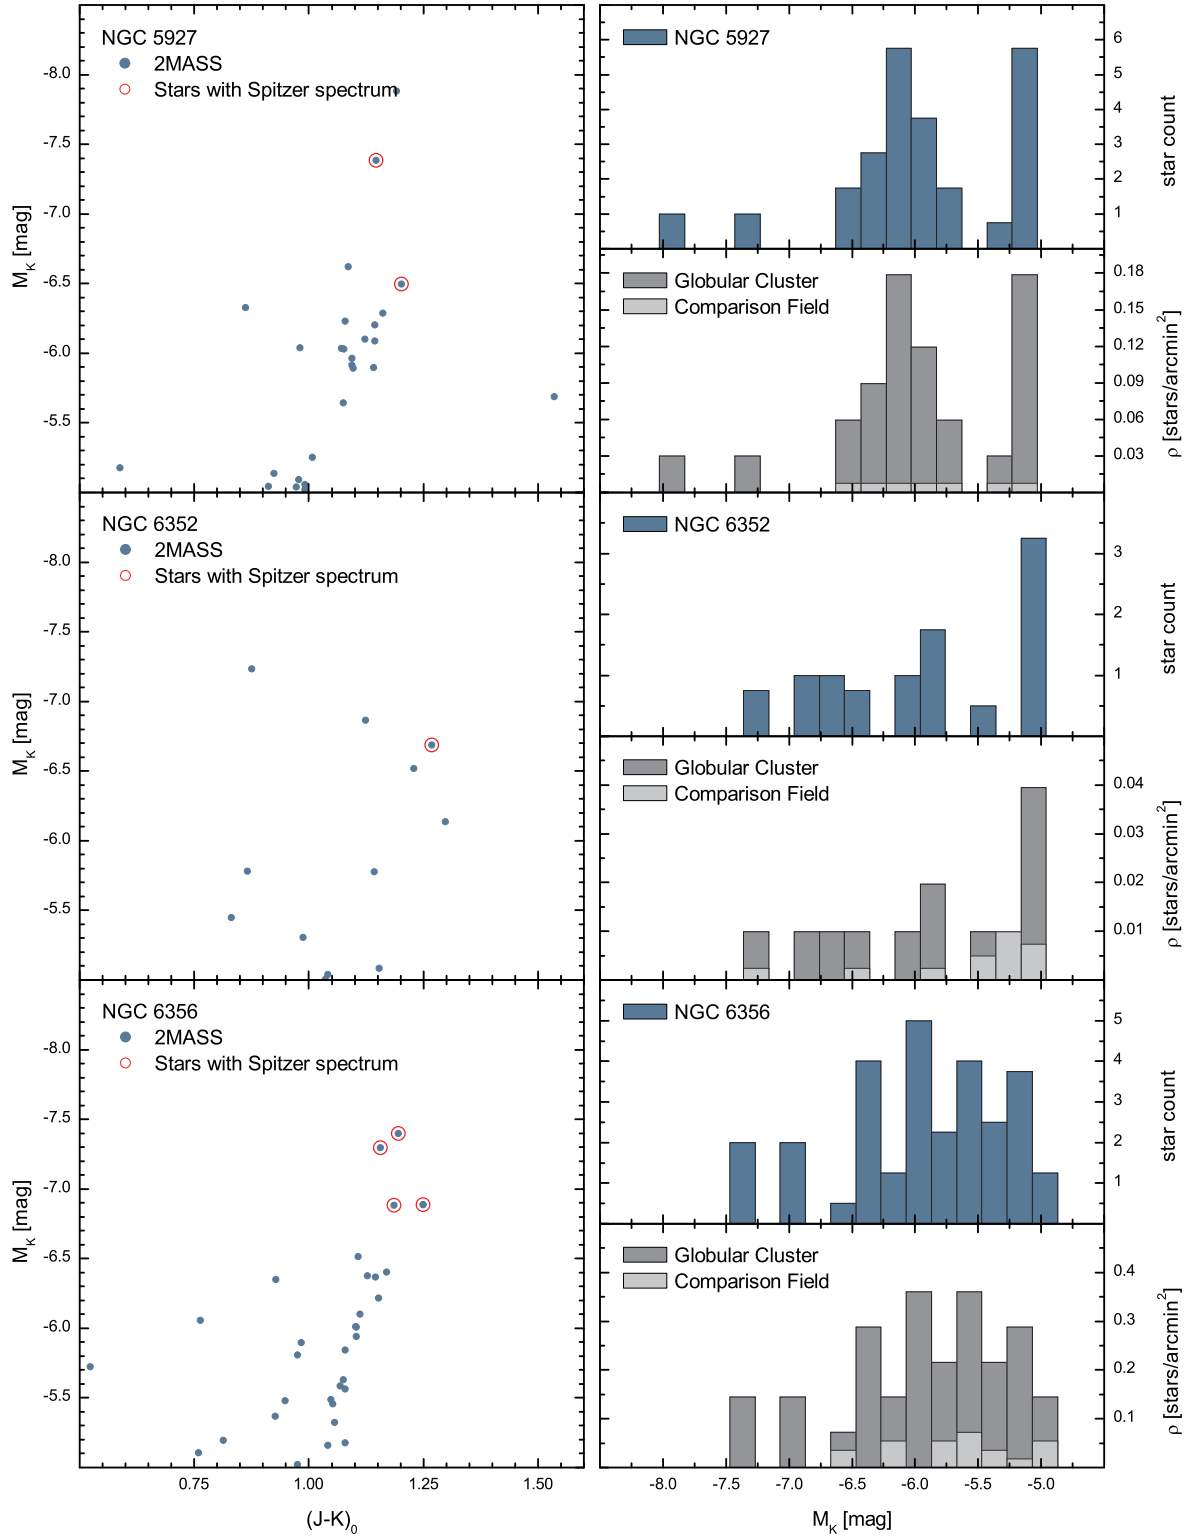 NGC 5927
2MASS
Stars with Spitzer spectrum
-8.0
-7.5
-7.0
-6.5
-6.0
-5.5
M_K [mag]
NGC 5927
6
5
4
3
2
1
star count
Globular Cluster
Comparison Field
0.18
0.15
0.12
0.09
0.06
0.03
ρ [stars/arcmin²]
NGC 6352
2MASS
Stars with Spitzer spectrum
-8.0
-7.5
-7.0
-6.5
-6.0
-5.5
M_K [mag]
NGC 6352
3
2
1
star count
Globular Cluster
Comparison Field
0.04
0.03
0.02
0.01
ρ [stars/arcmin²]
NGC 6356
2MASS
Stars with Spitzer spectrum
-8.0
-7.5
-7.0
-6.5
-6.0
-5.5
M_K [mag]
0.75 1.00 1.25 1.50
(J-K)₀
NGC 6356
5
4
3
2
1
star count
Globular Cluster
Comparison Field
0.4
0.3
0.2
0.1
ρ [stars/arcmin²]
-8.0 -7.5 -7.0 -6.5 -6.0 -5.5 -5.0
M_K [mag]